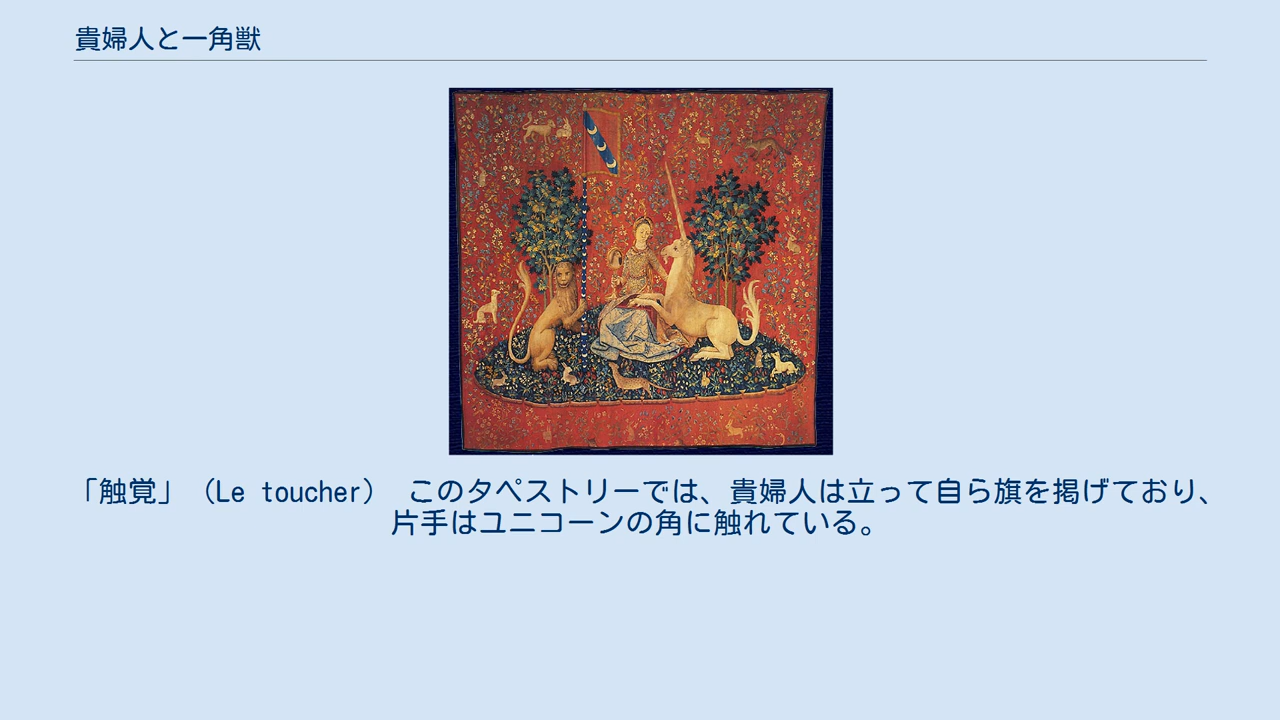 貴婦人と一角獣
「触覚」（Le toucher） このタペストリーでは、貴婦人は立って自ら旗を掲げており、
片手はユニコーンの角に触れている。